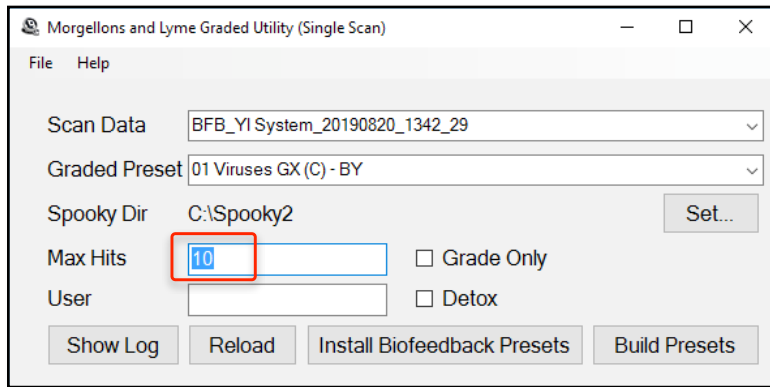 Morgellons and Lyme Graded Utility (Single Scan)
File Help
Scan Data BFB_YI System_20190820_1342_29
Graded Preset 01 Viruses GX (C) - BY
Spooky Dir C:\Spooky2 Set...
Max Hits 10 Grade Only
User Detox
Show Log Reload Install Biofeedback Presets Build Presets